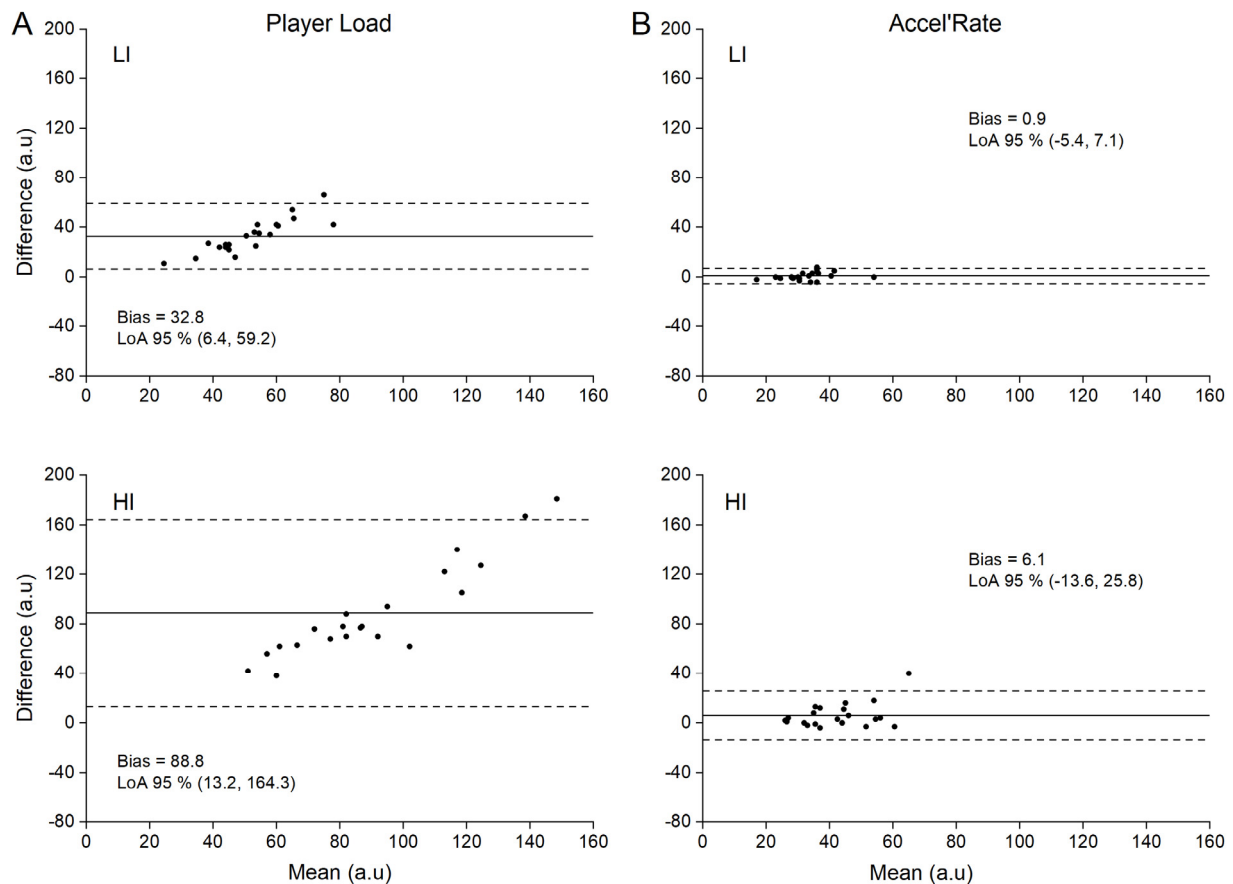 A
Player Load
LI
200
160
120
80
40
0
-40
-80
Difference (a.u)
Bias = 32.8
LoA 95 % (6.4, 59.2)
0 20 40 60 80 100 120 140 160
B
Accel'Rate
LI
200
160
120
80
40
0
-40
-80
Bias = 0.9
LoA 95 % (-5.4, 7.1)
0 20 40 60 80 100 120 140 160
HI
200
160
120
80
40
0
-40
-80
Difference (a.u)
Bias = 88.8
LoA 95 % (13.2, 164.3)
0 20 40 60 80 100 120 140 160
Mean (a.u)
HI
200
160
120
80
40
0
-40
-80
Bias = 6.1
LoA 95 % (-13.6, 25.8)
0 20 40 60 80 100 120 140 160
Mean (a.u)